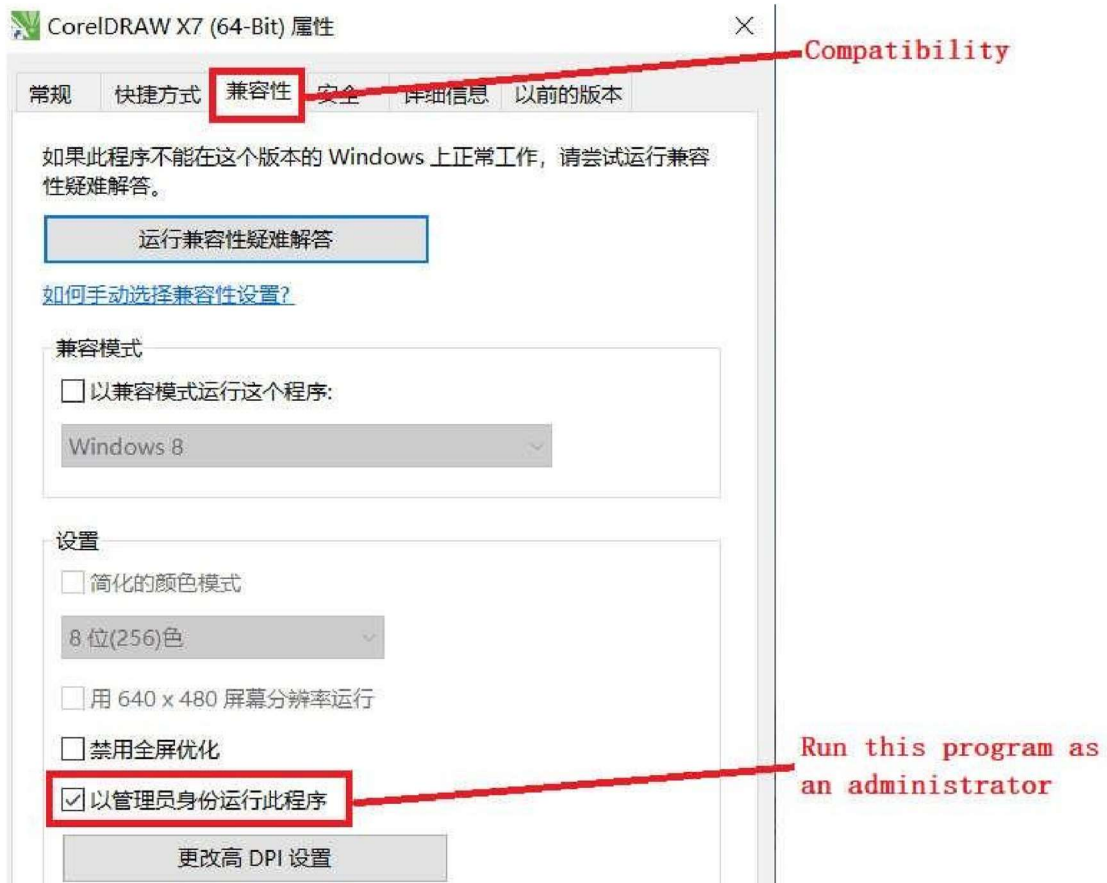 CorelDRAW X7 (64-Bit) 属性
Compatibility
常规 快捷方式 兼容性 安全 详细信息 以前的版本
如果此程序不能在这个版本的 Windows 上正常工作，请尝试运行兼容
性疑难解答。
运行兼容性疑难解答
如何手动选择兼容性设置?
兼容模式
以兼容模式运行这个程序:
Windows 8
设置
简化的颜色模式
8 位(256)色
用 640 x 480 屏幕分辨率运行
禁用全屏优化
Run this program as
an administrator
以管理员身份运行此程序
更改高 DPI 设置